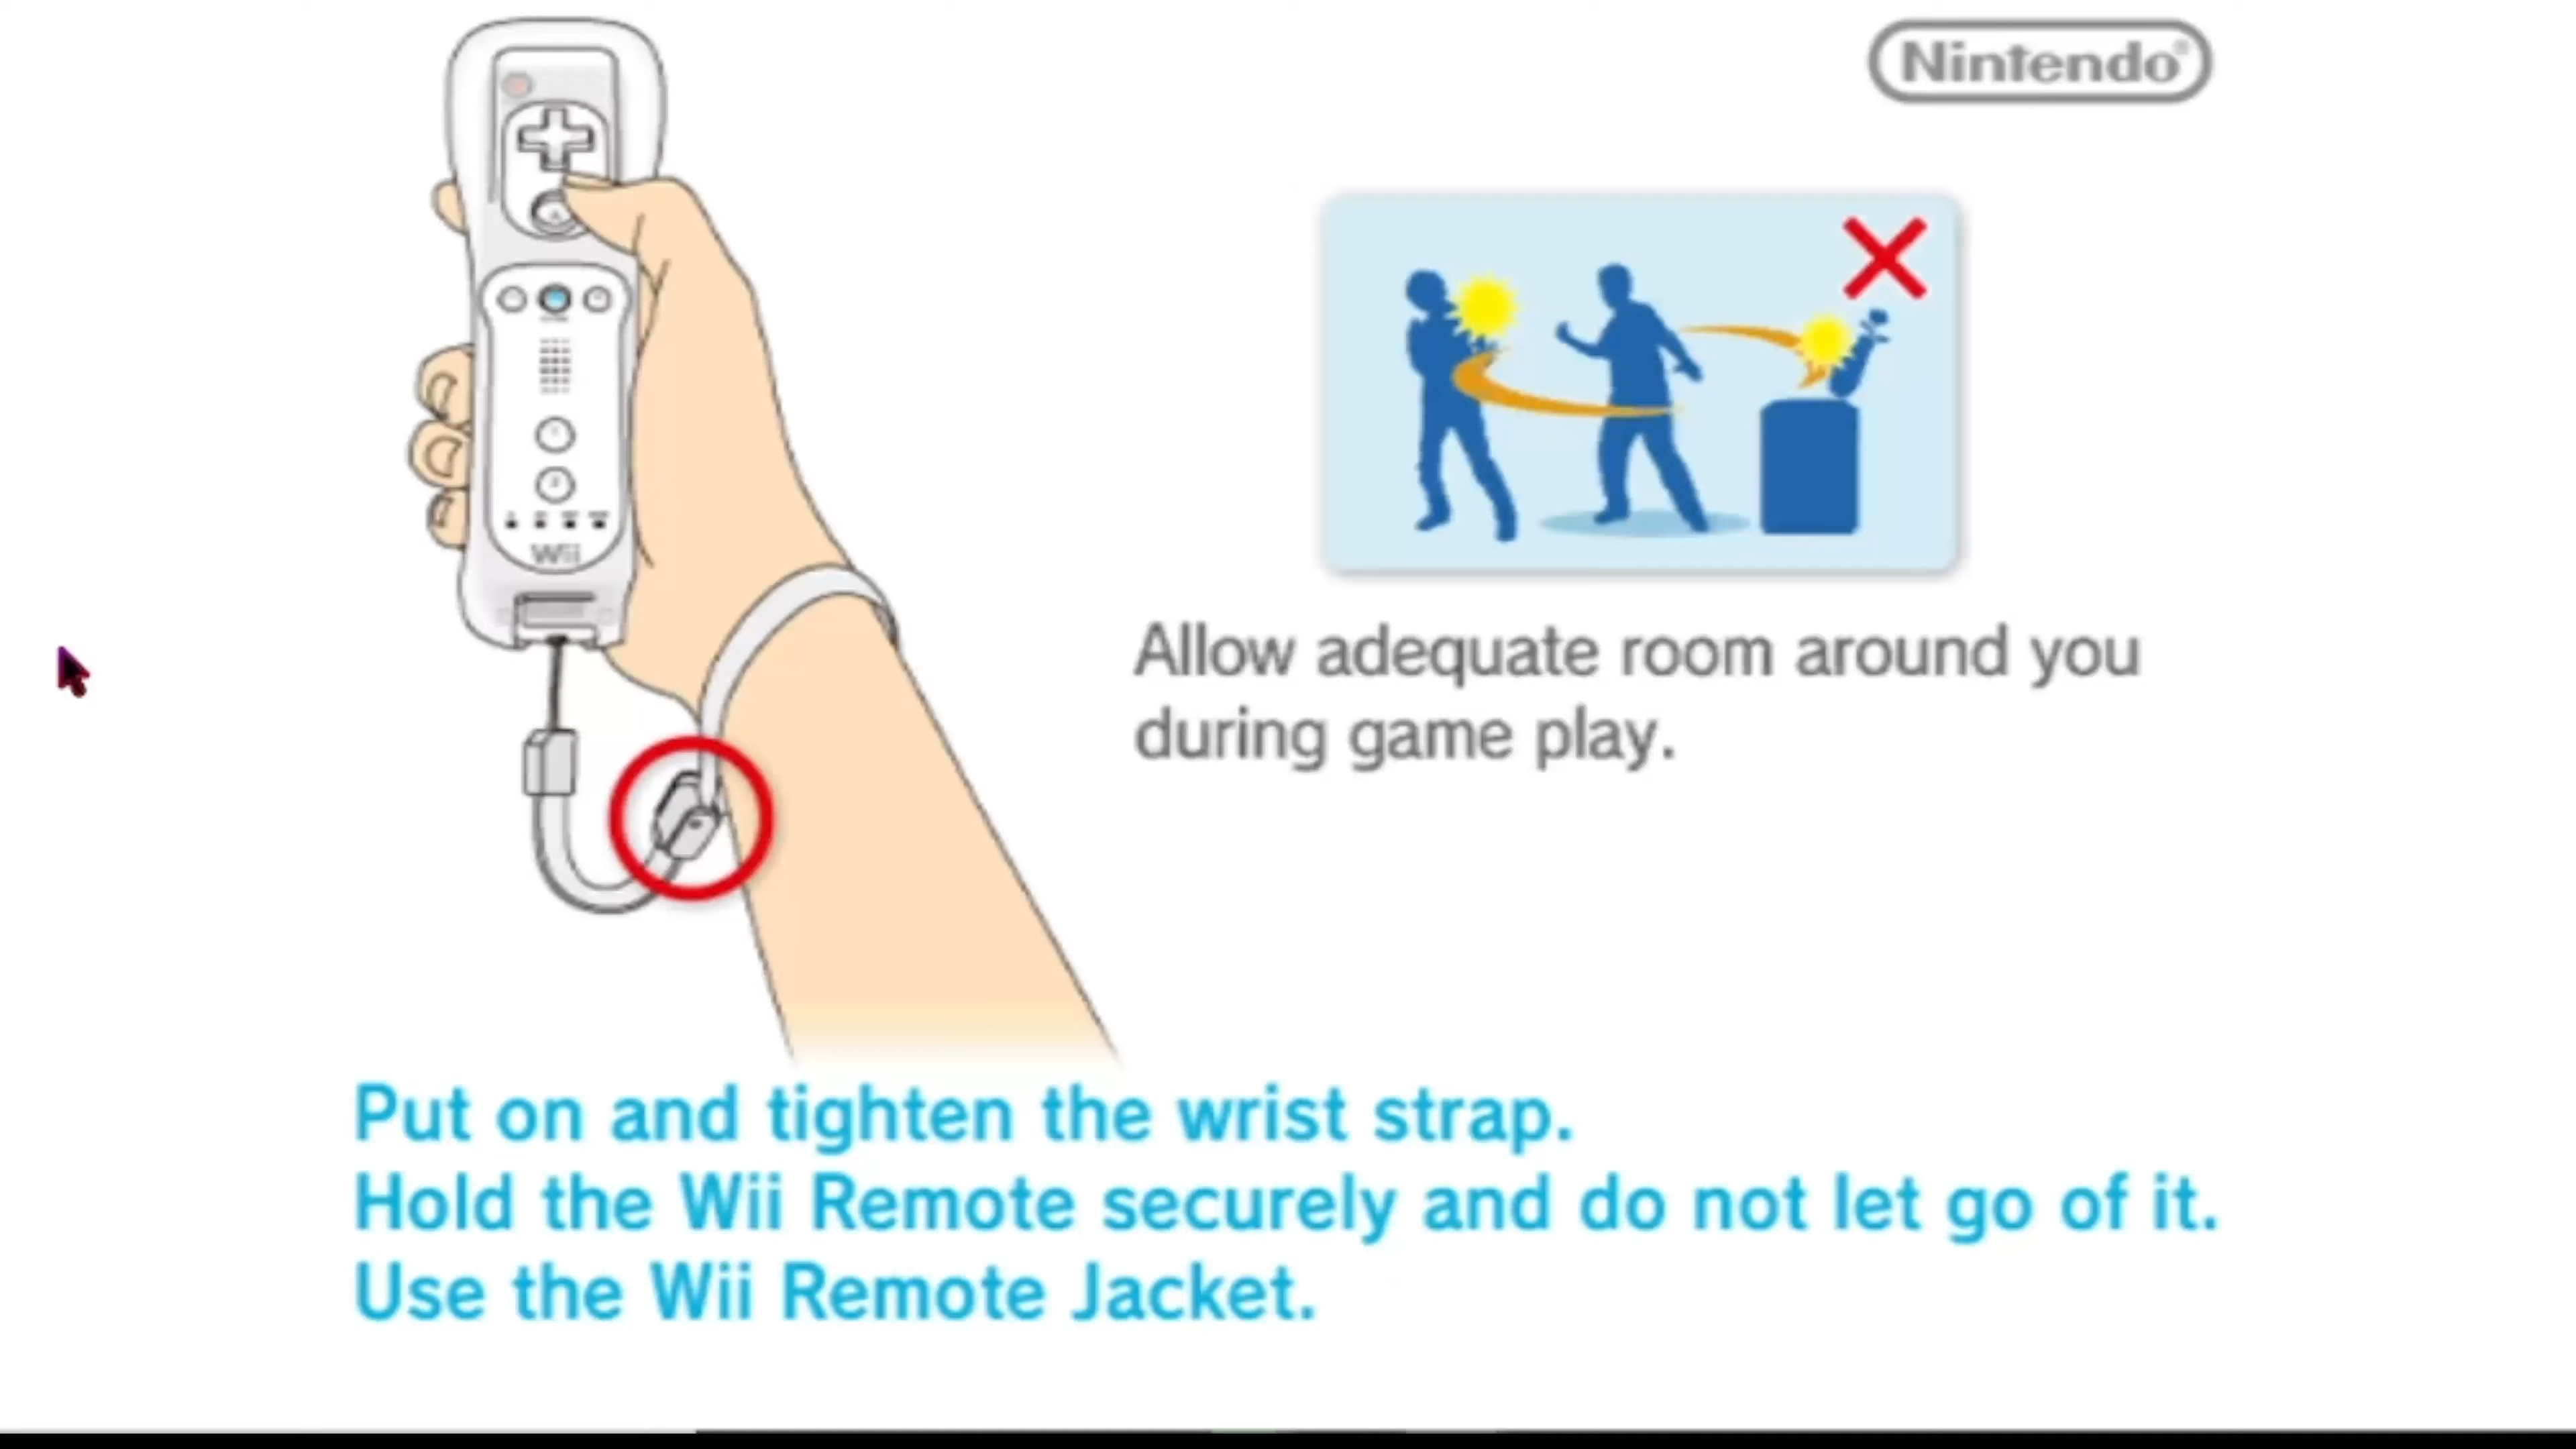 Nintendo®
Allow adequate room around you
during game play.
Wii
Put on and tighten the wrist strap.
Hold the Wii Remote securely and do not let go of it.
Use the Wii Remote Jacket.